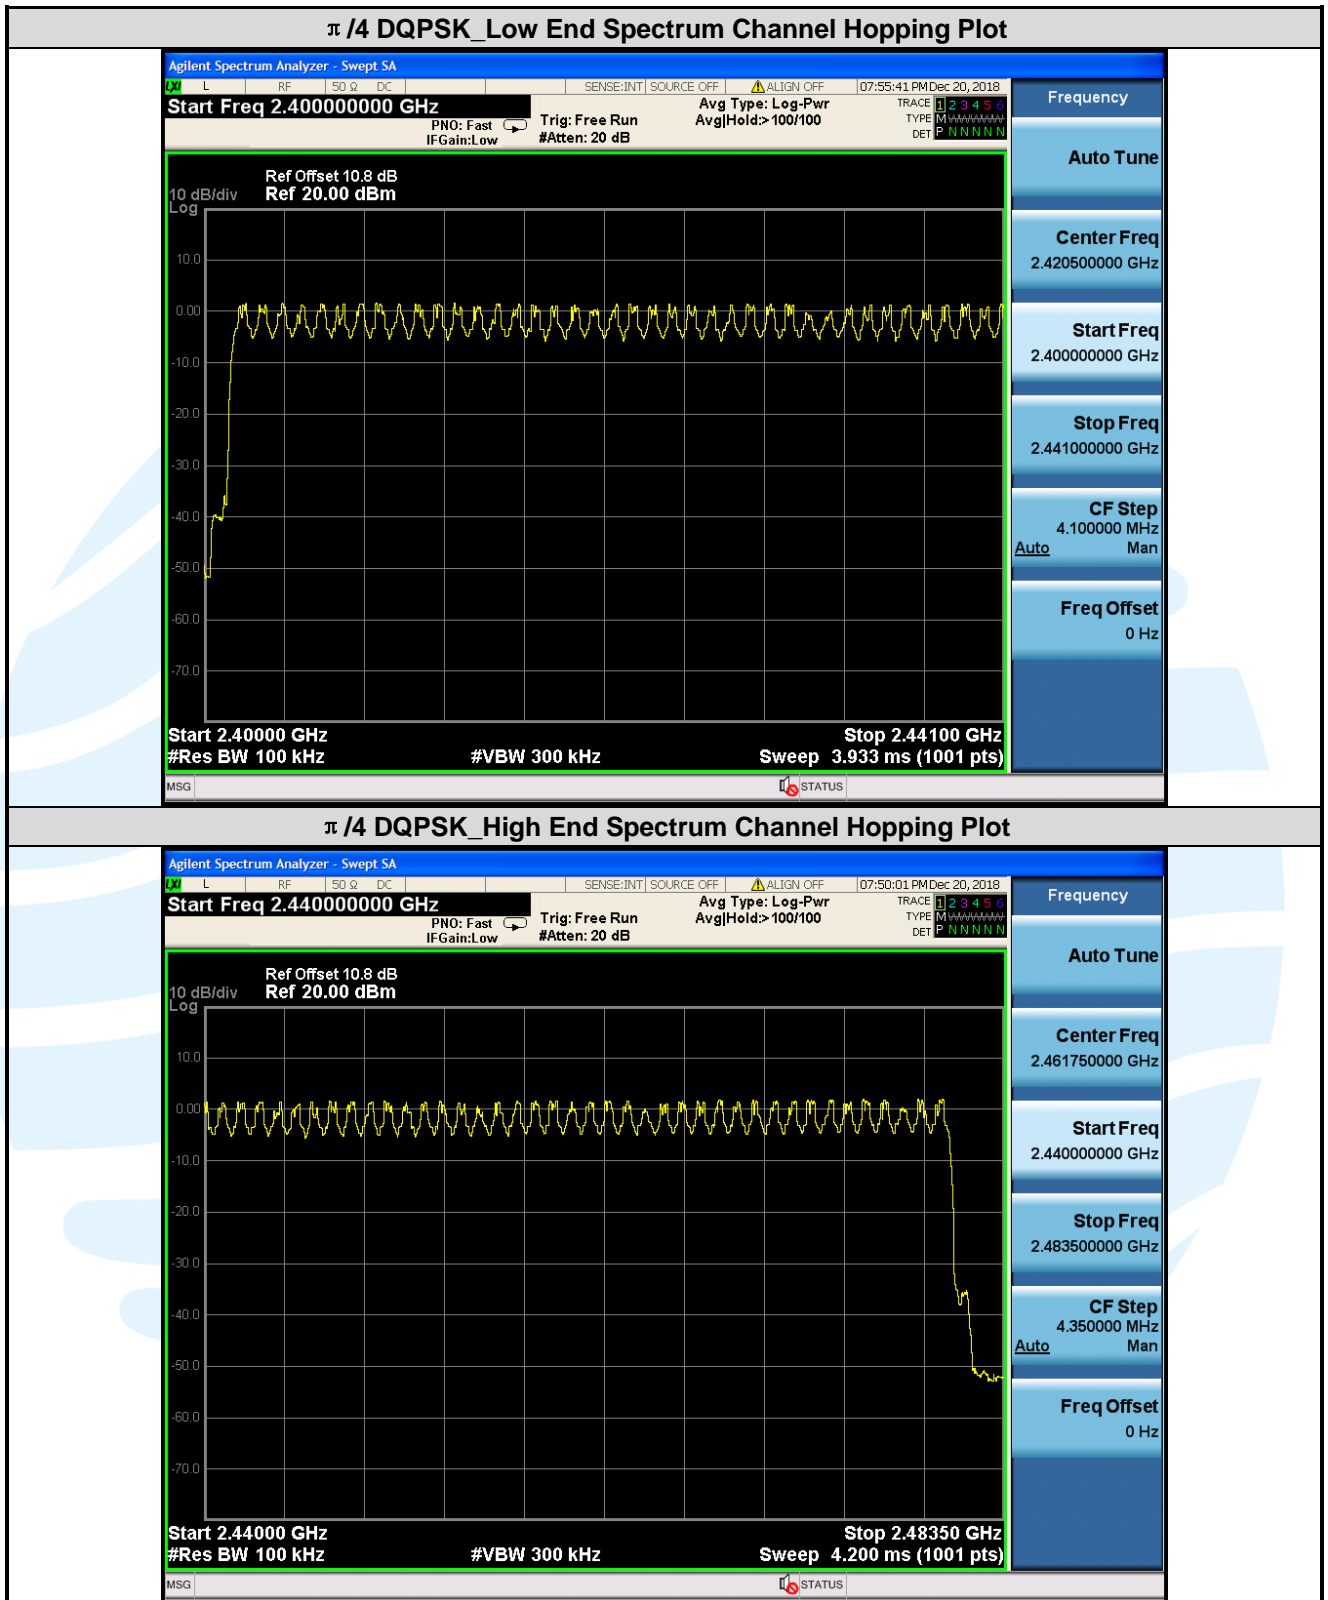 π/4 DQPSK_Low End Spectrum Channel Hopping Plot
Agilent Spectrum Analyzer - Swept SA
LXI L RF 50 Ω DC SENSE:INT SOURCE OFF ALIGN OFF 07:55:41 PM Dec 20, 2018
Start Freq 2.400000000 GHz
PNO: Fast
IFGain:Low
Trig: Free Run
#Atten: 20 dB
Avg Type: Log-Pwr
Avg|Hold:>100/100
TRACE 1 2 3 4 5 6
TYPE M
DET P N N N N N
Frequency
Auto Tune
Center Freq
2.420500000 GHz
Start Freq
2.400000000 GHz
Stop Freq
2.441000000 GHz
CF Step
4.100000 MHz
Auto Man
Freq Offset
0 Hz
Ref Offset 10.8 dB
10 dB/div Ref 20.00 dBm
Log
10.0
0.00
-10.0
-20.0
-30.0
-40.0
-50.0
-60.0
-70.0
Start 2.40000 GHz Stop 2.44100 GHz
#Res BW 100 kHz #VBW 300 kHz Sweep 3.933 ms (1001 pts)
MSG STATUS
π/4 DQPSK_High End Spectrum Channel Hopping Plot
Agilent Spectrum Analyzer - Swept SA
LXI L RF 50 Ω DC SENSE:INT SOURCE OFF ALIGN OFF 07:50:01 PM Dec 20, 2018
Start Freq 2.440000000 GHz
PNO: Fast
IFGain:Low
Trig: Free Run
#Atten: 20 dB
Avg Type: Log-Pwr
Avg|Hold:>100/100
TRACE 1 2 3 4 5 6
TYPE M
DET P N N N N N
Frequency
Auto Tune
Center Freq
2.461750000 GHz
Start Freq
2.440000000 GHz
Stop Freq
2.483500000 GHz
CF Step
4.350000 MHz
Auto Man
Freq Offset
0 Hz
Ref Offset 10.8 dB
10 dB/div Ref 20.00 dBm
Log
10.0
0.00
-10.0
-20.0
-30.0
-40.0
-50.0
-60.0
-70.0
Start 2.44000 GHz Stop 2.48350 GHz
#Res BW 100 kHz #VBW 300 kHz Sweep 4.200 ms (1001 pts)
MSG STATUS